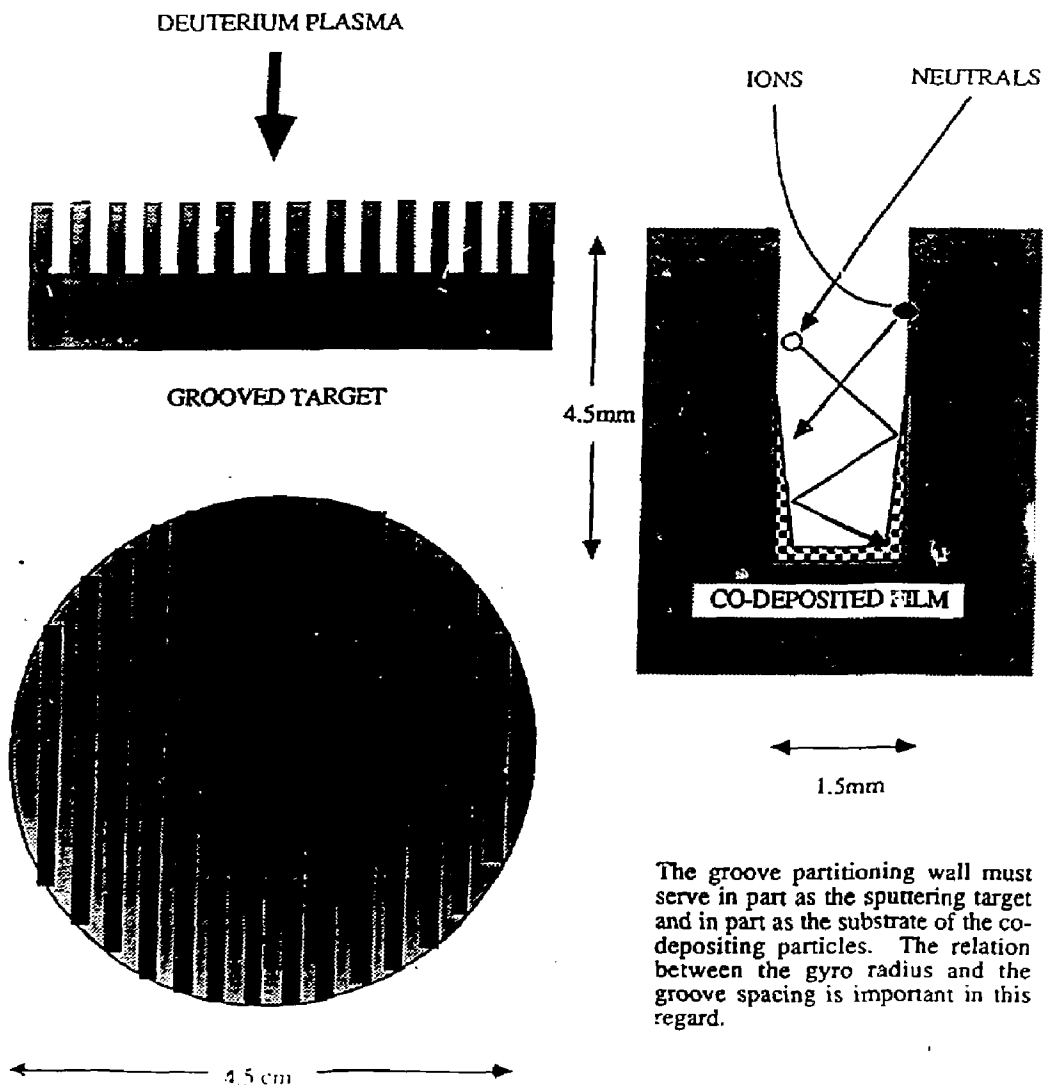 DEUTERIUM PLASMA
IONS
NEUTRALS
GROOVED TARGET
4.5mm
CO-DEPOSITED FILM
1.5mm
The groove partitioning wall must
serve in part as the sputtering target
and in part as the substrate of the co-
depositing particles. The relation
between the gyro radius and the
groove spacing is important in this
regard.
4.5 cm